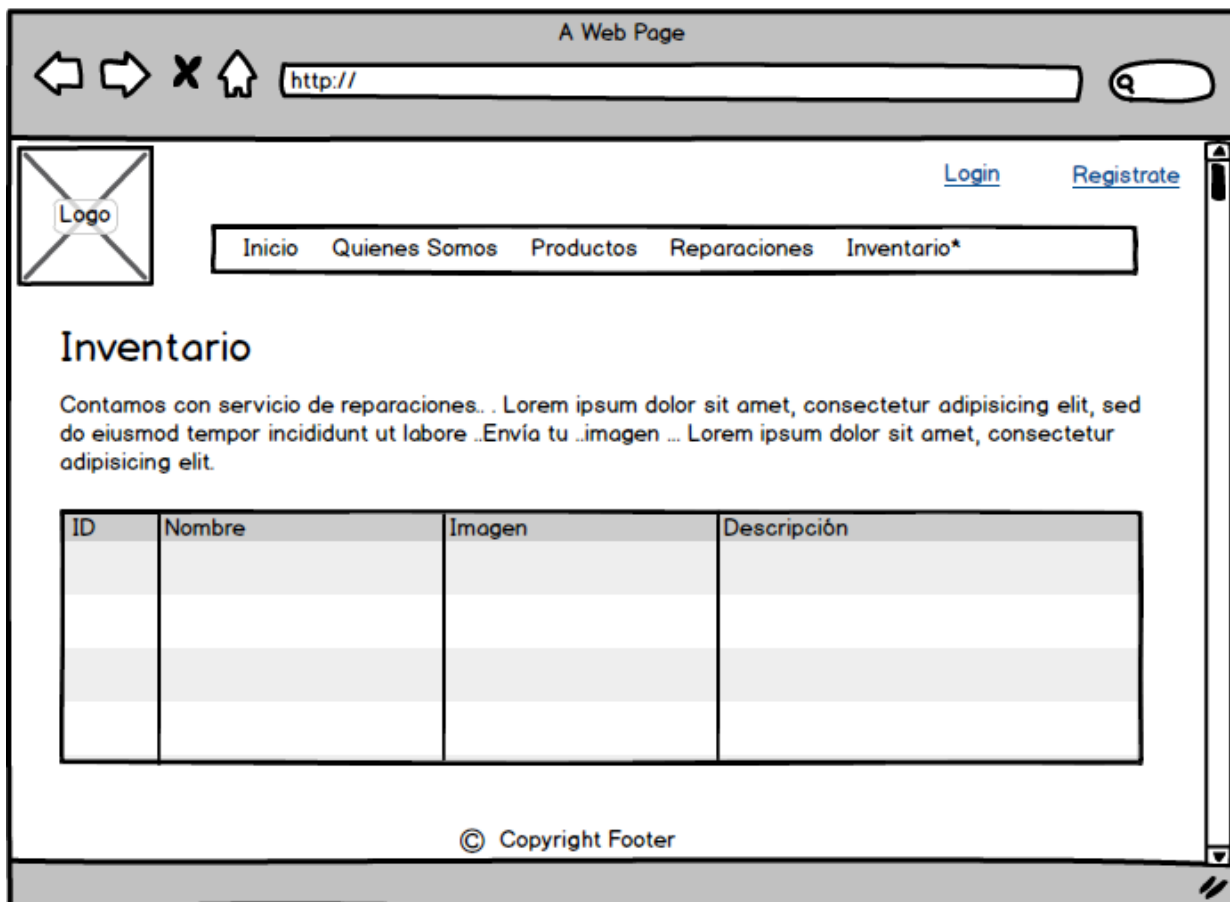 A Web Page
http://
Logo
Login Registrate
Inicio Quienes Somos Productos Reparaciones Inventario*
Inventario
Contamos con servicio de reparaciones.. . Lorem ipsum dolor sit amet, consectetur adipisicing elit, sed
do eiusmod tempor incididunt ut labore ..Envía tu ..imagen ... Lorem ipsum dolor sit amet, consectetur
adipisicing elit.
ID Nombre Imagen Descripción
© Copyright Footer